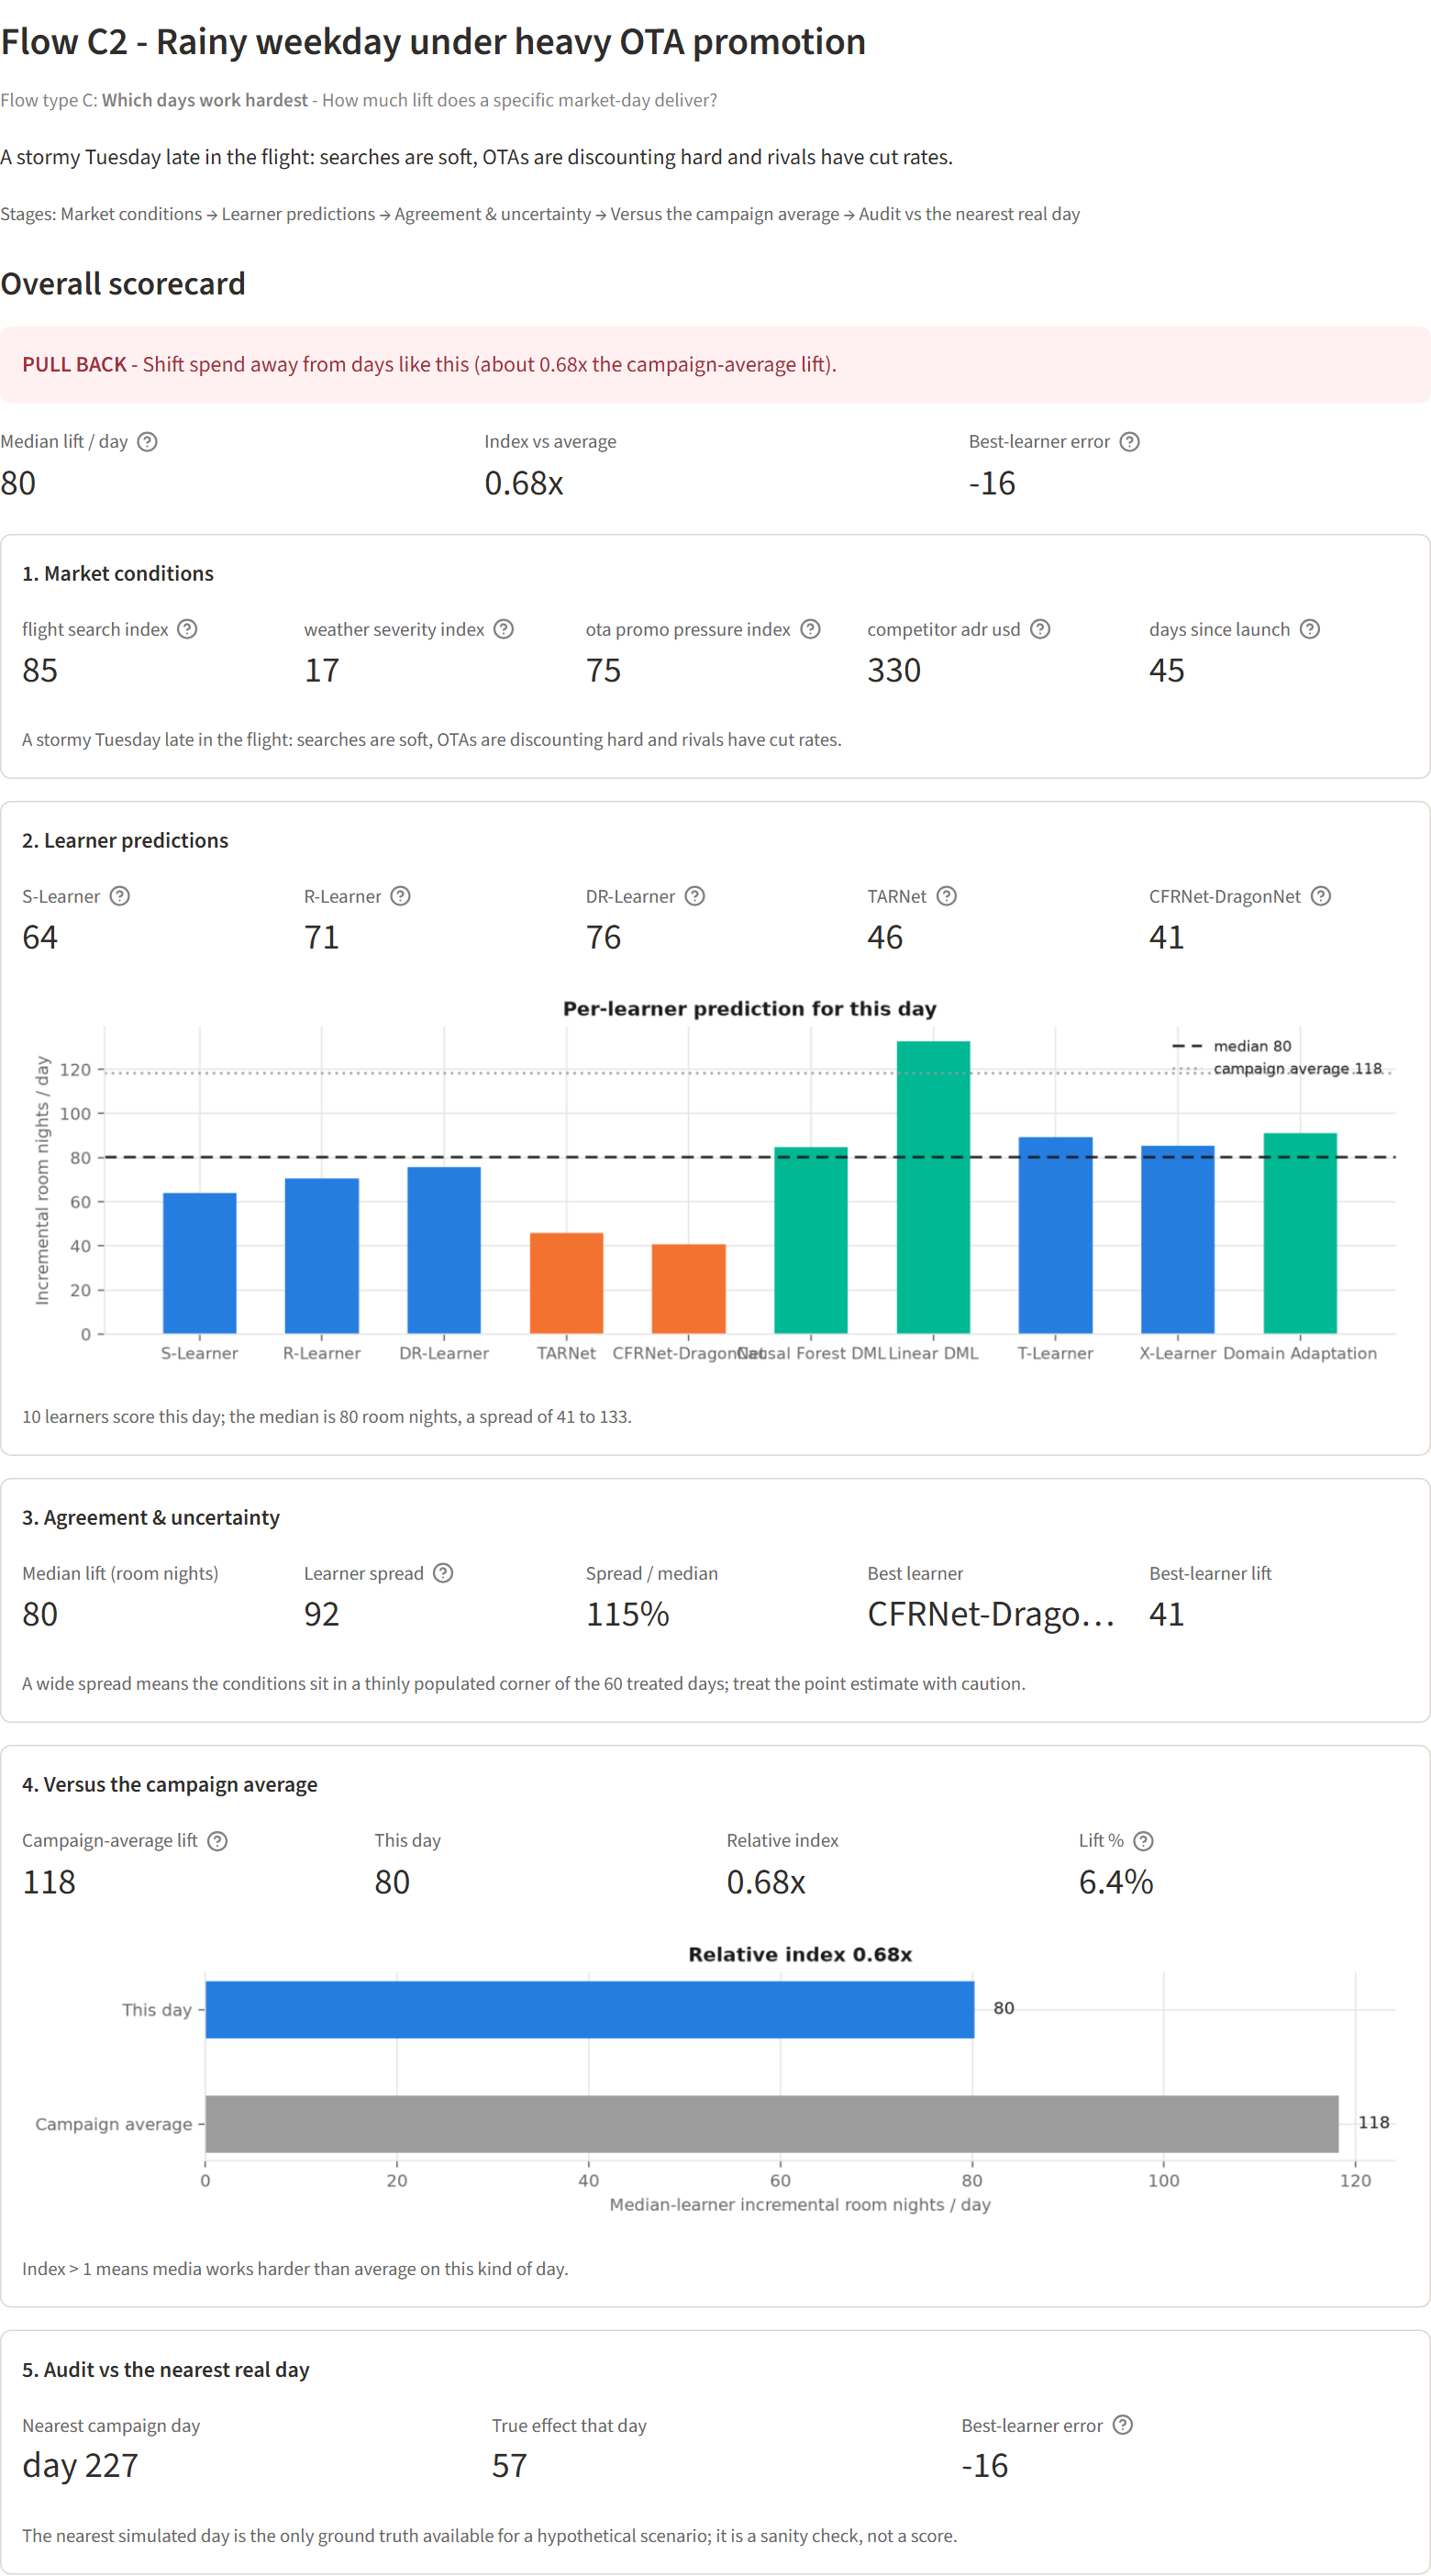 Flow C2 - Rainy weekday under heavy OTA promotion
Flow type C: Which days work hardest - How much lift does a specific market-day deliver?
A stormy Tuesday late in the flight: searches are soft, OTAs are discounting hard and rivals have cut rates.
Stages: Market conditions → Learner predictions → Agreement & uncertainty → Versus the campaign average → Audit vs the nearest real day
Overall scorecard
PULL BACK - Shift spend away from days like this (about 0.68x the campaign-average lift).
Median lift / day
Index vs average
Best-learner error
80
0.68x
-16
1. Market conditions
flight search index
weather severity index
ota promo pressure index
competitor adr usd
days since launch
85
17
75
330
45
A stormy Tuesday late in the flight: searches are soft, OTAs are discounting hard and rivals have cut rates.
2. Learner predictions
S-Learner
R-Learner
DR-Learner
TARNet
CFRNet-DragonNet
64
71
76
46
41
Per-learner prediction for this day
Incremental room nights / day
120
100
80
60
40
20
0
median 80
campaign average 118
S-Learner
R-Learner
DR-Learner
TARNet
CFRNet-DragonNet
Causal Forest DML
Linear DML
T-Learner
X-Learner
Domain Adaptation
10 learners score this day; the median is 80 room nights, a spread of 41 to 133.
3. Agreement & uncertainty
Median lift (room nights)
Learner spread
Spread / median
Best learner
Best-learner lift
80
92
115%
CFRNet-Drago…
41
A wide spread means the conditions sit in a thinly populated corner of the 60 treated days; treat the point estimate with caution.
4. Versus the campaign average
Campaign-average lift
This day
Relative index
Lift %
118
80
0.68x
6.4%
Relative index 0.68x
This day
80
Campaign average
118
0
20
40
60
80
100
120
Median-learner incremental room nights / day
Index > 1 means media works harder than average on this kind of day.
5. Audit vs the nearest real day
Nearest campaign day
True effect that day
Best-learner error
day 227
57
-16
The nearest simulated day is the only ground truth available for a hypothetical scenario; it is a sanity check, not a score.